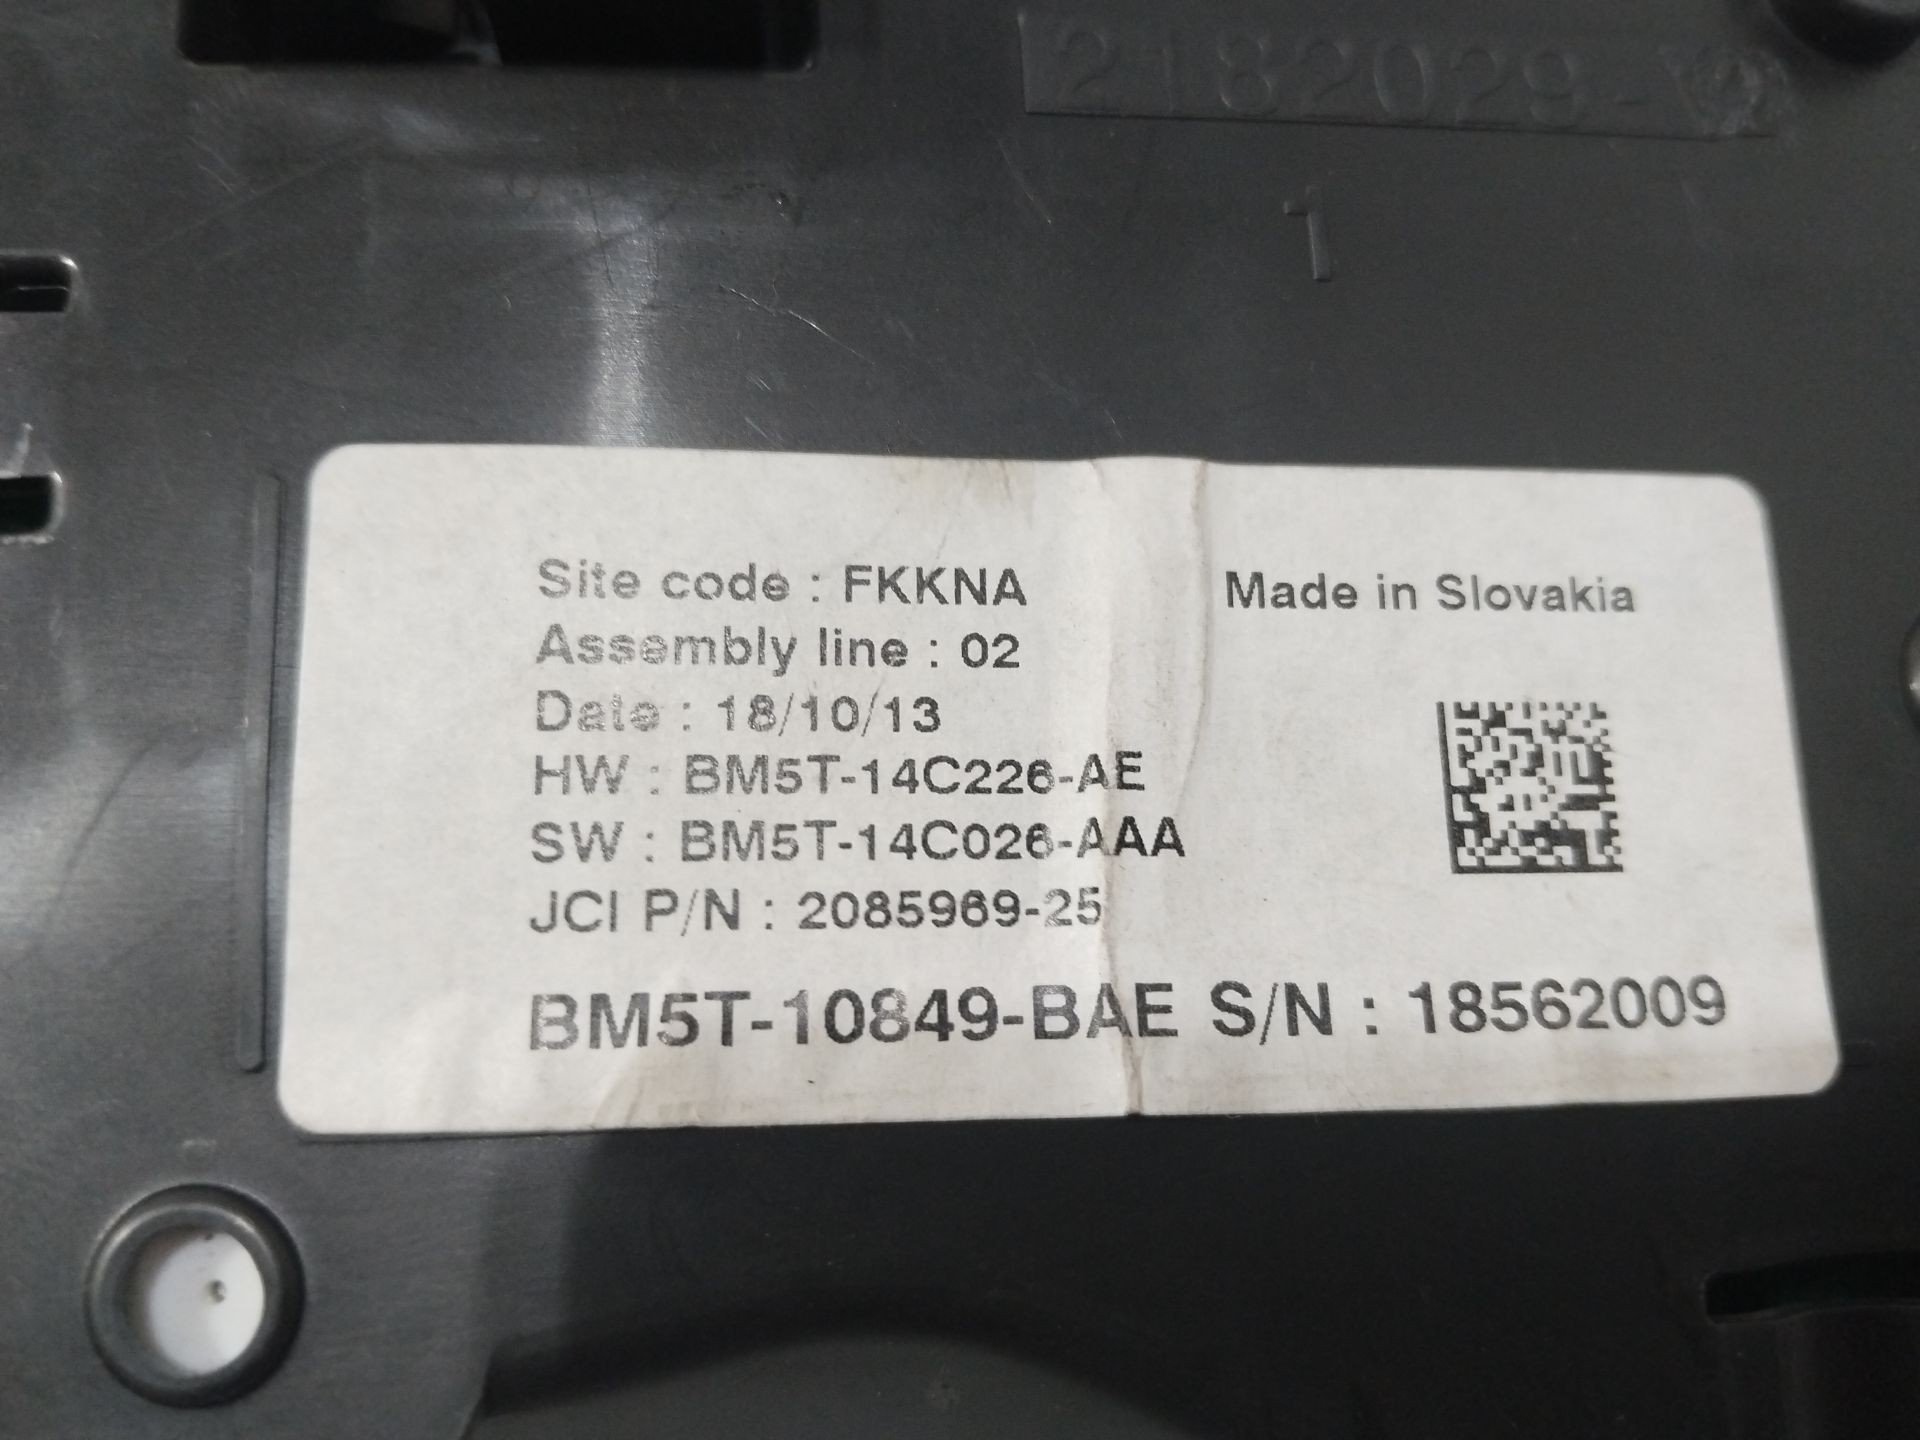 2182029-
1
Site code : FKKNA
Made in Slovakia
Assembly line : 02
Date : 18/10/13
HW : BM5T-14C226-AE
SW : BM5T-14C026-AAA
JCI P/N : 2085969-25
BM5T-10849-BAE S/N : 18562009